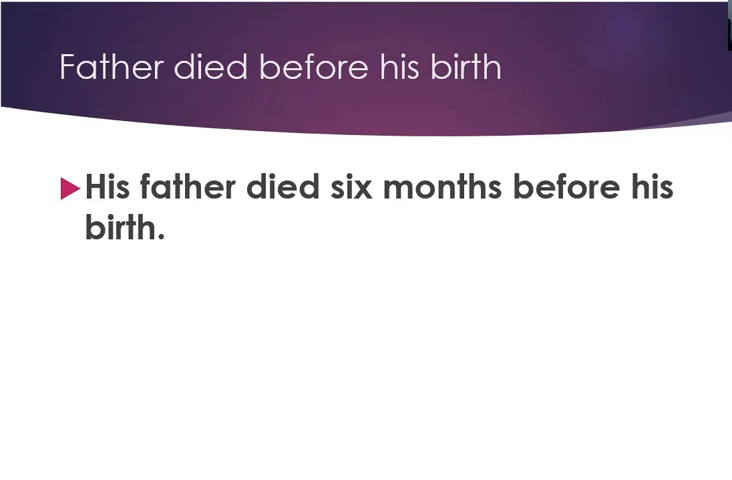 Father died before his birth
His father died six months before his
birth.